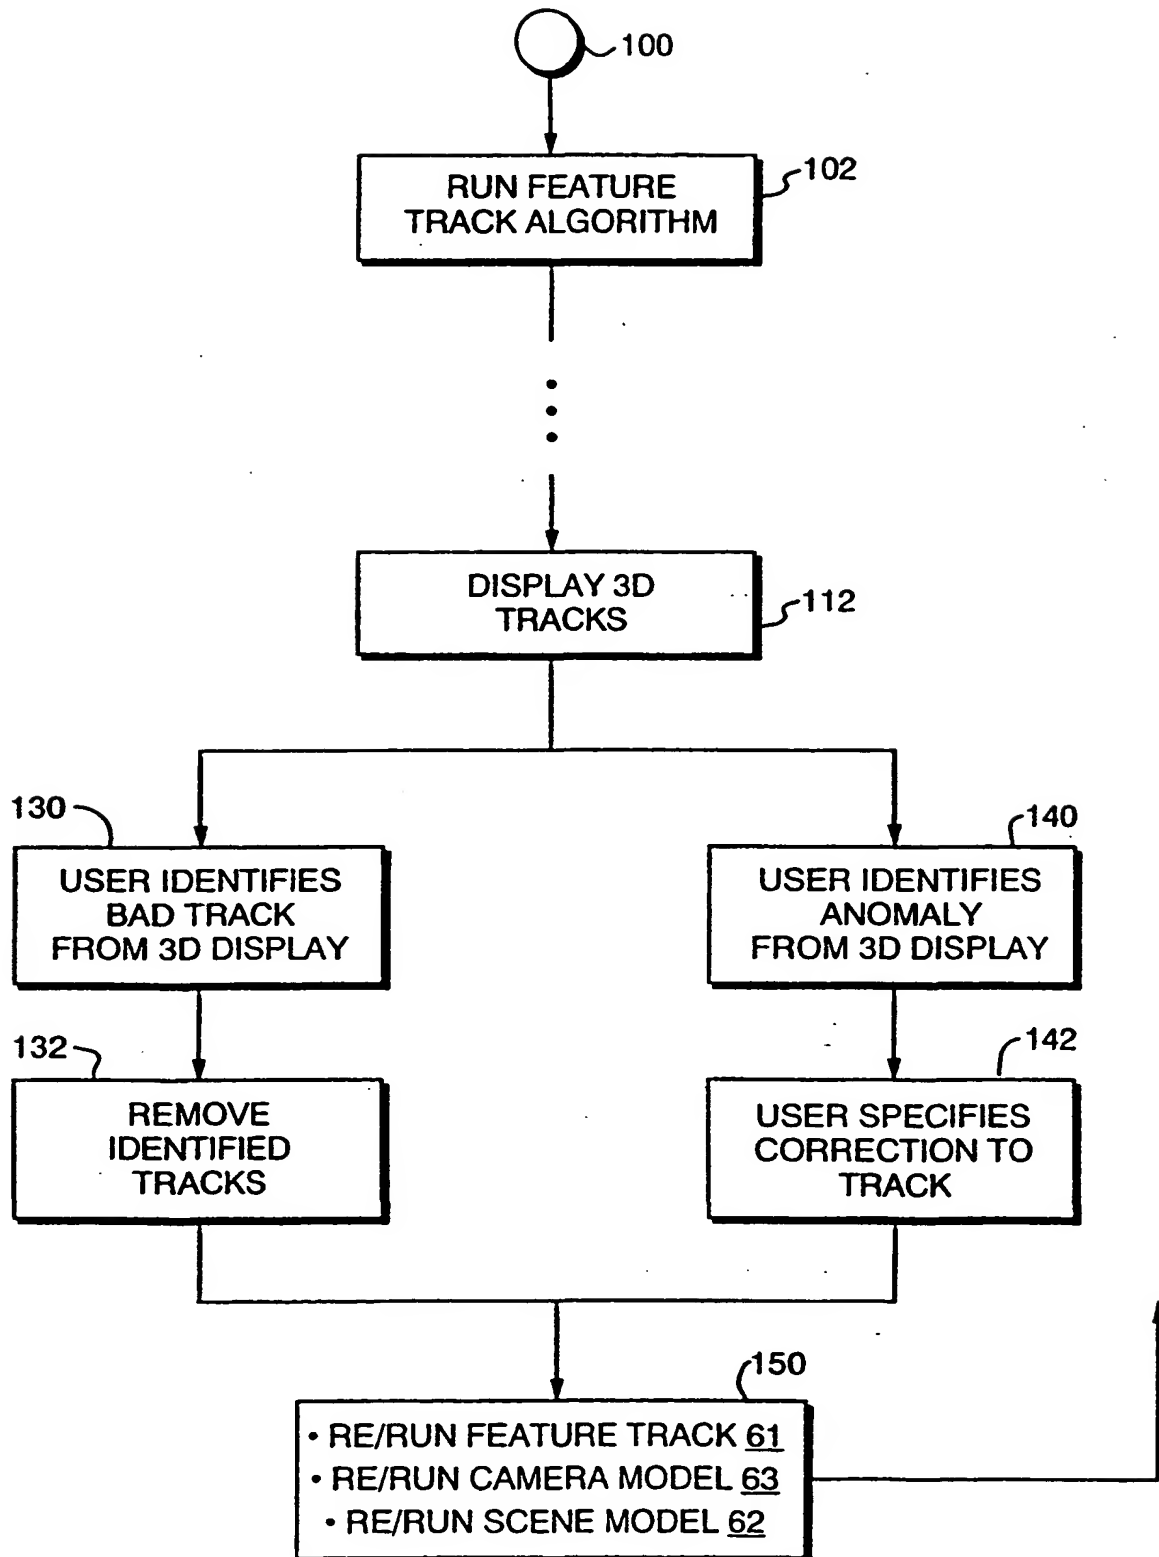 100
RUN FEATURE
TRACK ALGORITHM
102
DISPLAY 3D
TRACKS
112
130
USER IDENTIFIES
BAD TRACK
FROM 3D DISPLAY
140
USER IDENTIFIES
ANOMALY
FROM 3D DISPLAY
132
REMOVE
IDENTIFIED
TRACKS
142
USER SPECIFIES
CORRECTION TO
TRACK
150
• RE/RUN FEATURE TRACK 61
• RE/RUN CAMERA MODEL 63
• RE/RUN SCENE MODEL 62